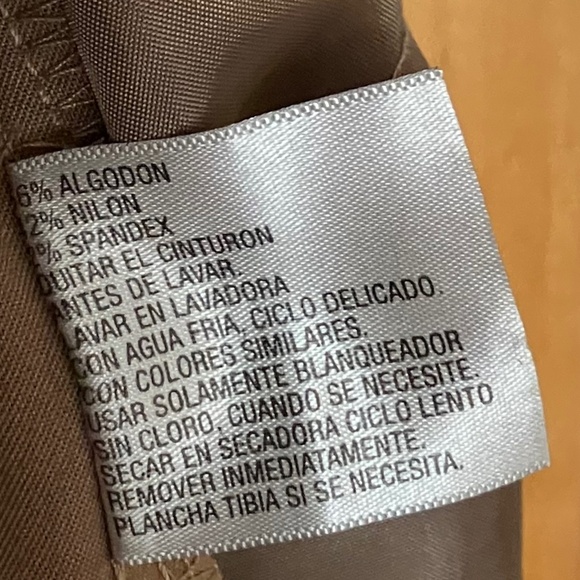 6% ALGODON
2% NILON
% SPANDEX
QUITAR EL CINTURON
ANTES DE LAVAR.
LAVAR EN LAVADORA
CON AGUA FRIA, CICLO DELICADO.
CON COLORES SIMILARES.
USAR SOLAMENTE BLANQUEADOR
SIN CLORO, CUANDO SE NECESITE.
SECAR EN SECADORA CICLO LENTO
REMOVER INMEDIATAMENTE.
PLANCHA TIBIA SI SE NECESITA.